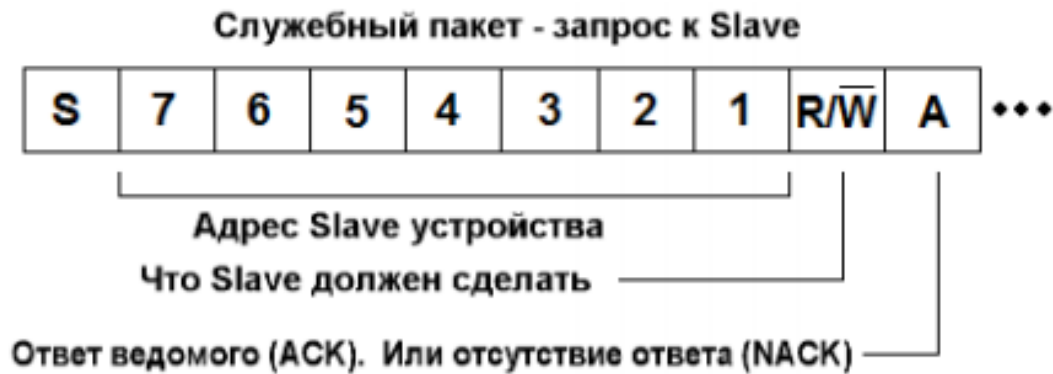 Служебный пакет - запрос к Slave
S 7 6 5 4 3 2 1 R/W̅ A •••
Адрес Slave устройства
Что Slave должен сделать
Ответ ведомого (ACK). Или отсутствие ответа (NACK)